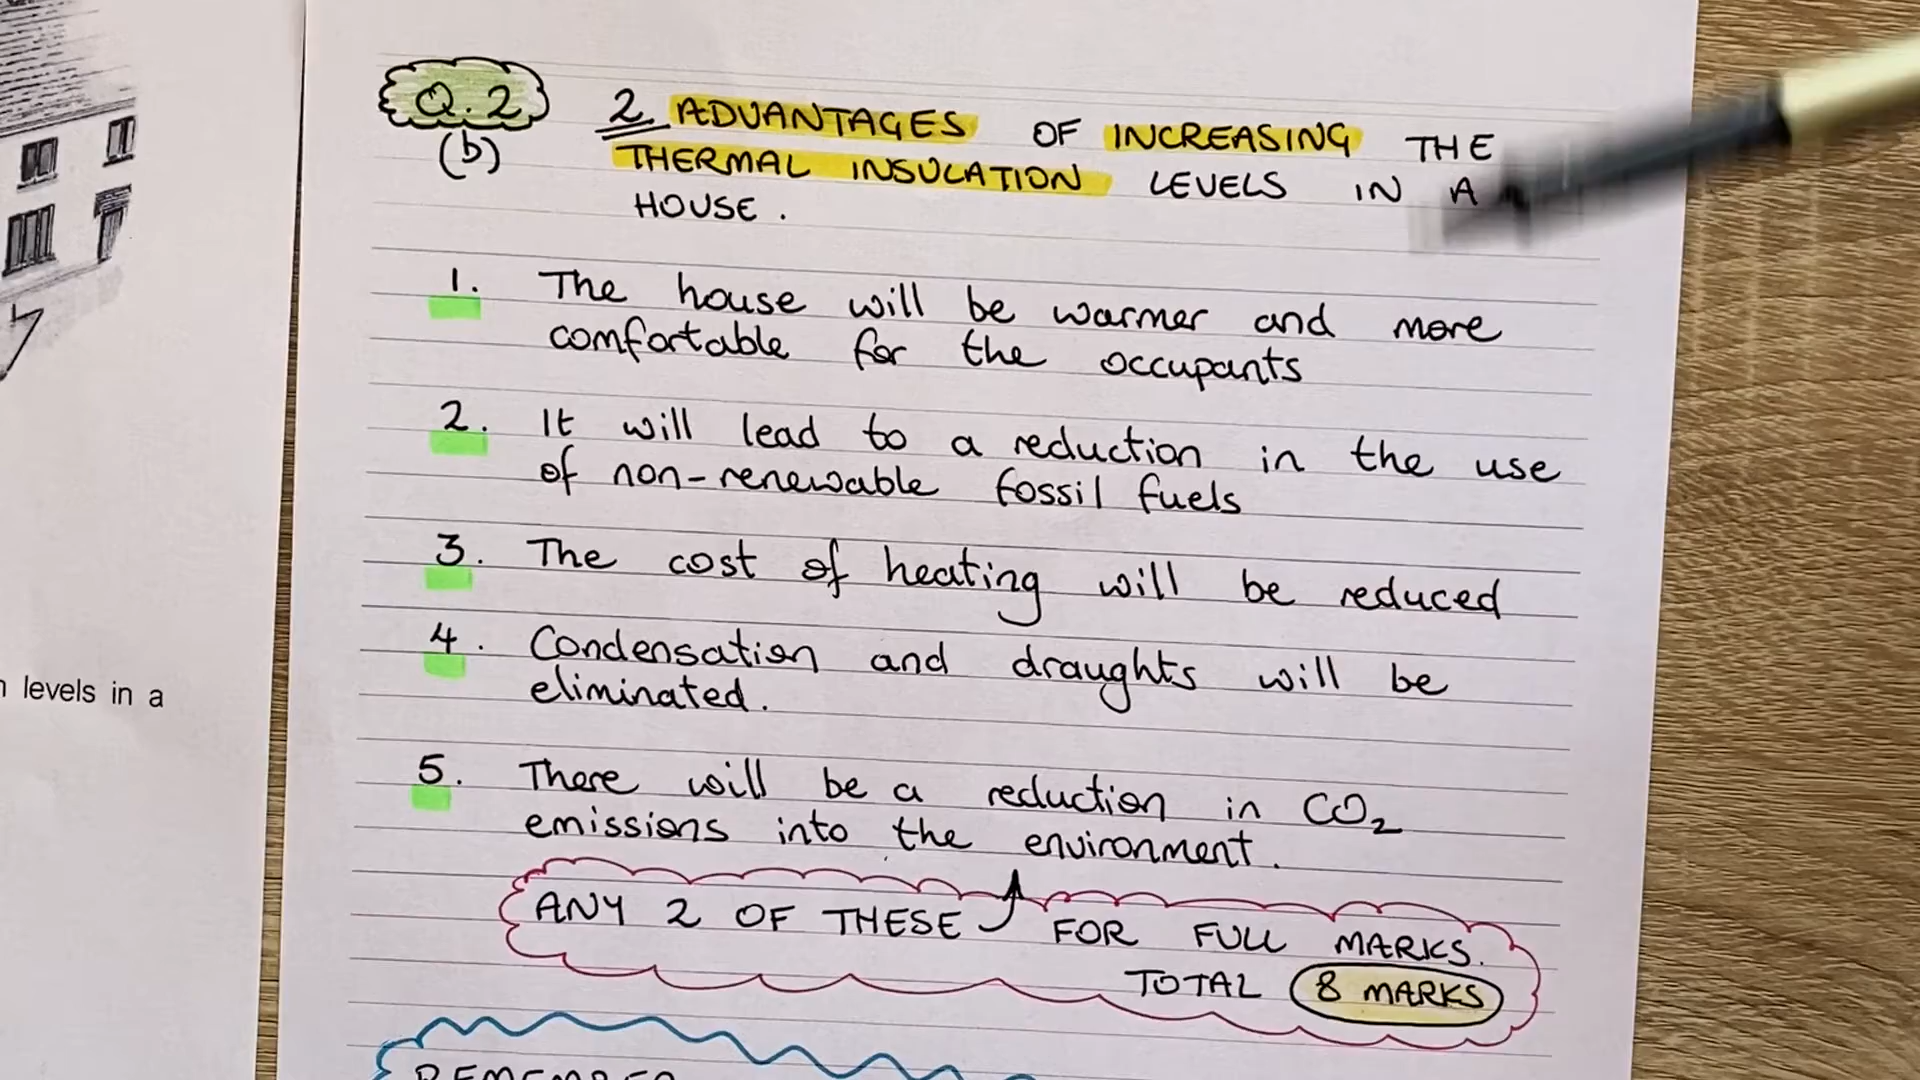 Q.2
(b)
2 ADVANTAGES OF INCREASING THE
THERMAL INSULATION LEVELS IN A
HOUSE.
1. The house will be warmer and more
comfortable for the occupants
2. It will lead to a reduction in the use
of non-renewable fossil fuels
3. The cost of heating will be reduced
4. Condensation and draughts will be
eliminated.
5. There will be a reduction in CO2
emissions into the environment.
ANY 2 OF THESE FOR FULL MARKS.
TOTAL 8 MARKS
REMEMBER
levels in a